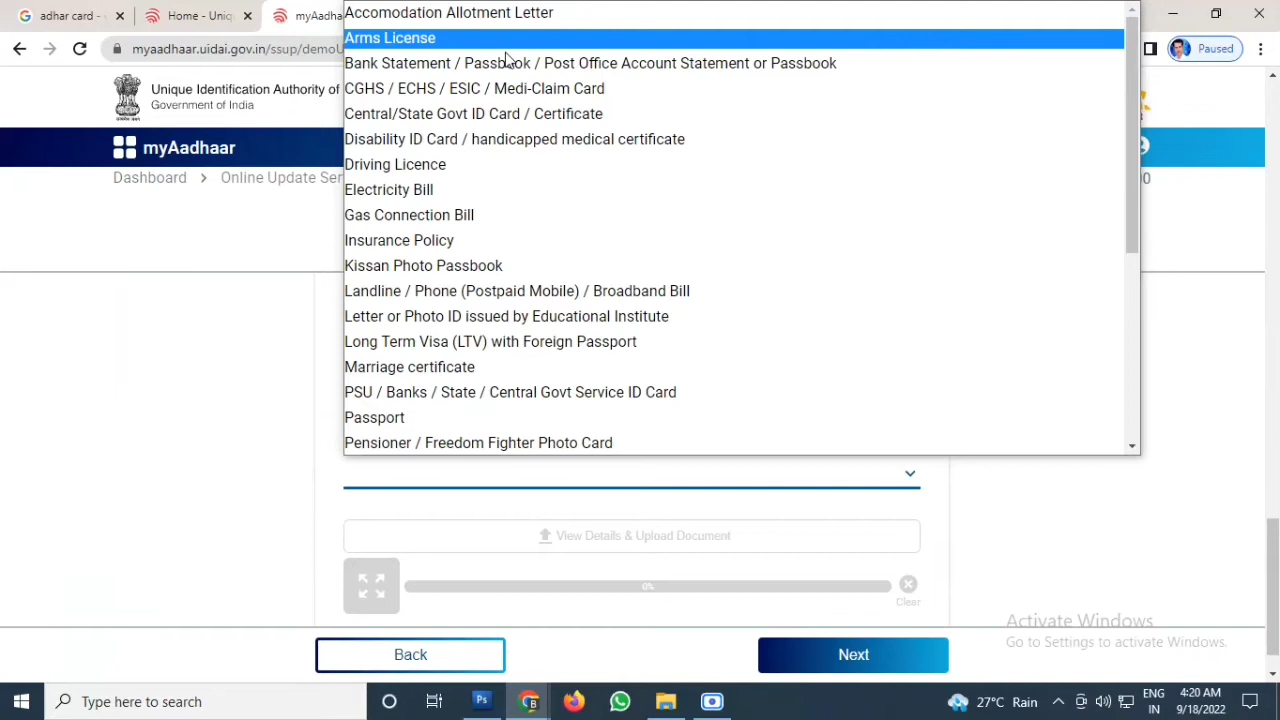 adhar card -
Home - Uniq
myAadha
myaadhaar.uidai.gov.in/ssup/demoU
Paused
Unique Identification Authority of
Government of India
myAadhaar
Dashboard > Online Update Ser
00
Accomodation Allotment Letter
Arms License
Bank Statement / Passbook / Post Office Account Statement or Passbook
CGHS / ECHS / ESIC / Medi-Claim Card
Central/State Govt ID Card / Certificate
Disability ID Card / handicapped medical certificate
Driving Licence
Electricity Bill
Gas Connection Bill
Insurance Policy
Kissan Photo Passbook
Landline / Phone (Postpaid Mobile) / Broadband Bill
Letter or Photo ID issued by Educational Institute
Long Term Visa (LTV) with Foreign Passport
Marriage certificate
PSU / Banks / State / Central Govt Service ID Card
Passport
Pensioner / Freedom Fighter Photo Card
View Details & Upload Document
0%
Clear
Activate Windows
Go to Settings to activate Windows.
Back
Next
Type here to search
27°C Rain
ENG
IN
4:20 AM
9/18/2022